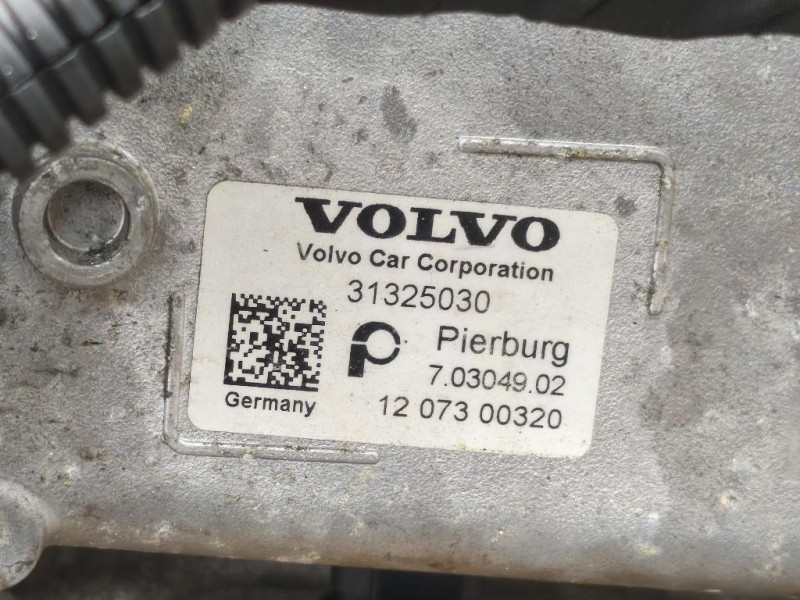 VOLVO
Volvo Car Corporation
31325030
Pierburg
7.03049.02
Germany
12 073 00320